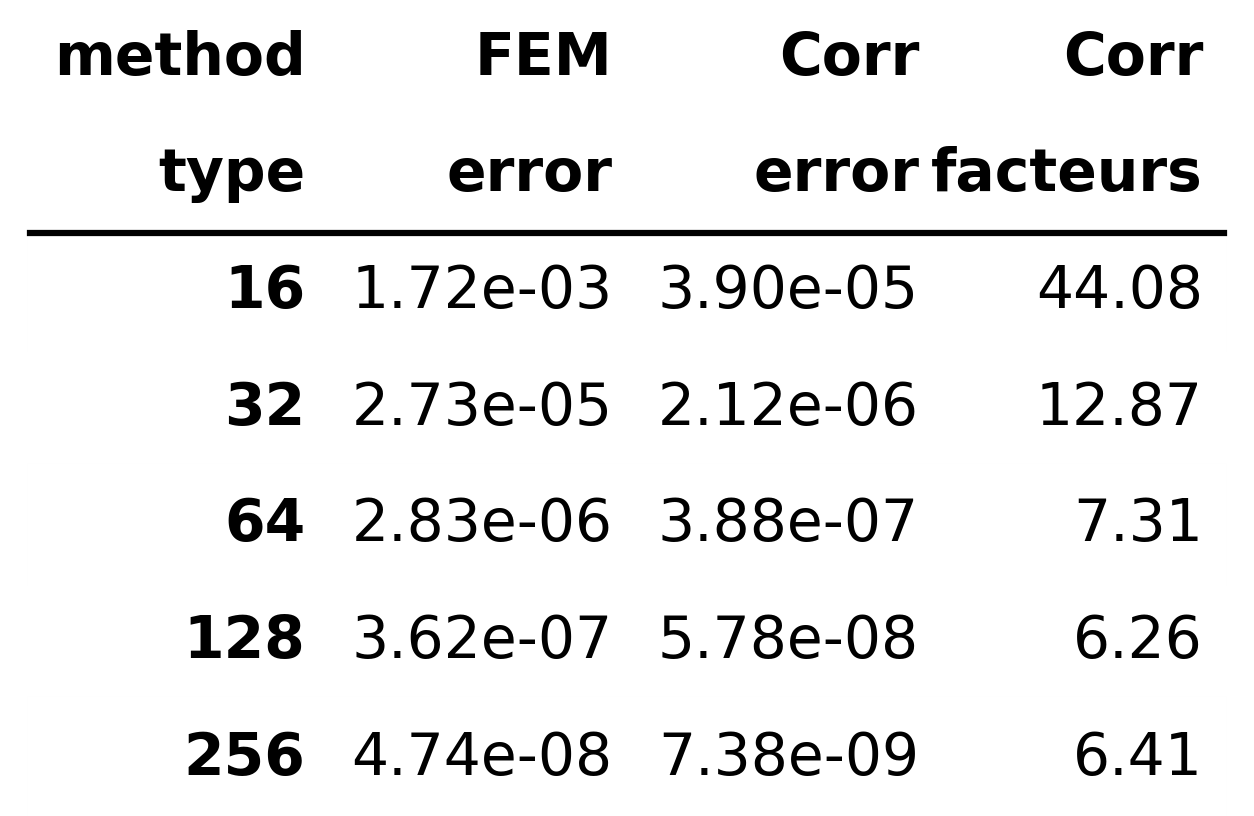 method FEM Corr Corr
type error error facteurs
16 1.72e-03 3.90e-05 44.08
32 2.73e-05 2.12e-06 12.87
64 2.83e-06 3.88e-07 7.31
128 3.62e-07 5.78e-08 6.26
256 4.74e-08 7.38e-09 6.41